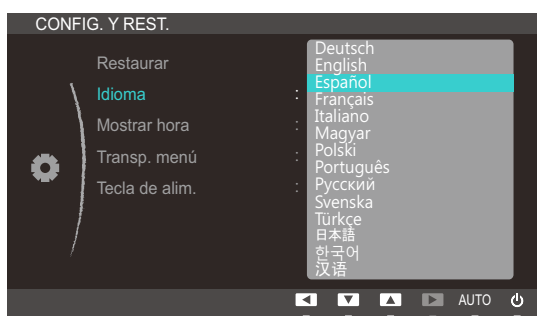 CONFIG. Y REST.
Restaurar
Idioma :
Mostrar hora :
Transp. menú :
Tecla de alim. :
Deutsch
English
Español
Français
Italiano
Magyar
Polski
Português
Русский
Svenska
Türkçe
日本語
한국어
汉语
AUTO